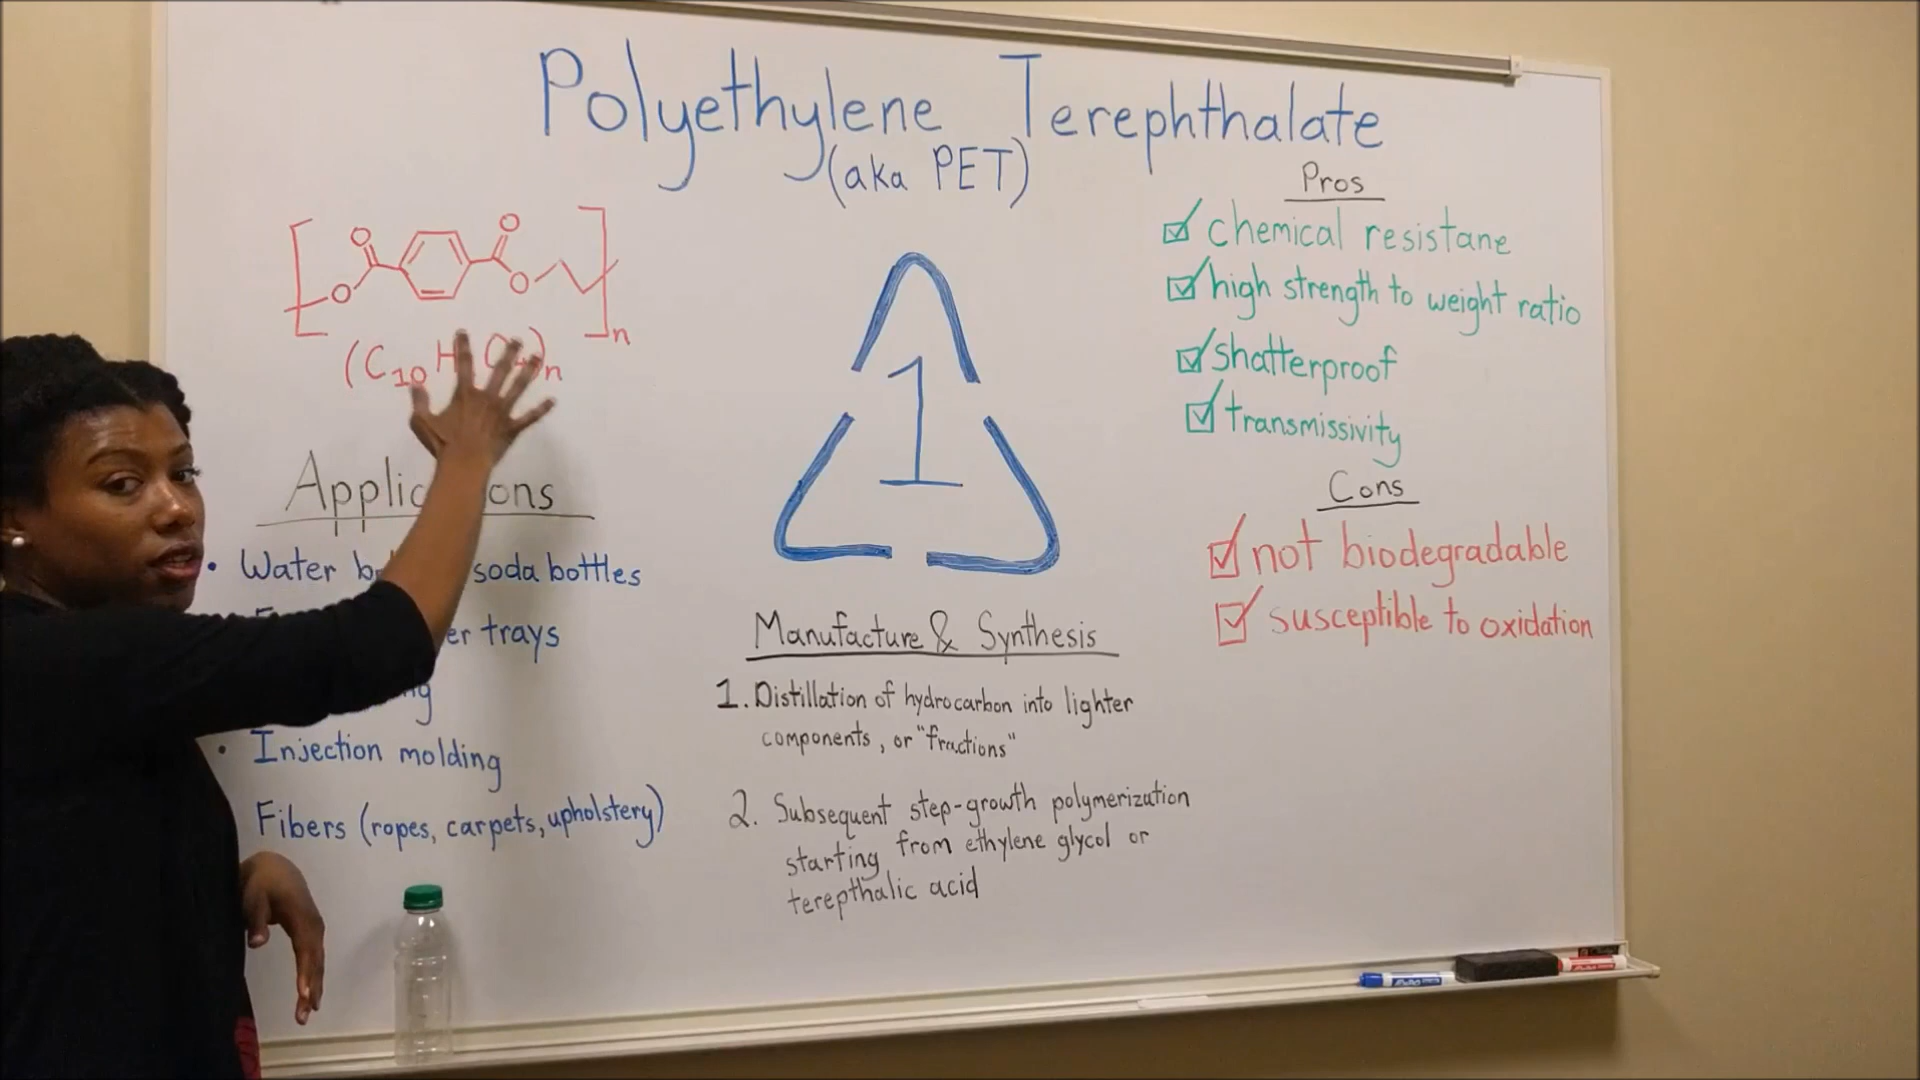 Polyethylene Terephthalate
(aka PET)
O
O
O
O
n
(C10 H O4)n
Applic ons
• Water b soda bottles
er trays
ng
• Injection molding
Fibers (ropes, carpets, upholstery)
1
Manufacture & Synthesis
1. Distillation of hydrocarbon into lighter
components, or "fractions"
2. Subsequent step-growth polymerization
starting from ethylene glycol or
terepthalic acid
Pros
chemical resistane
high strength to weight ratio
shatterproof
transmissivity
Cons
not biodegradable
susceptible to oxidation